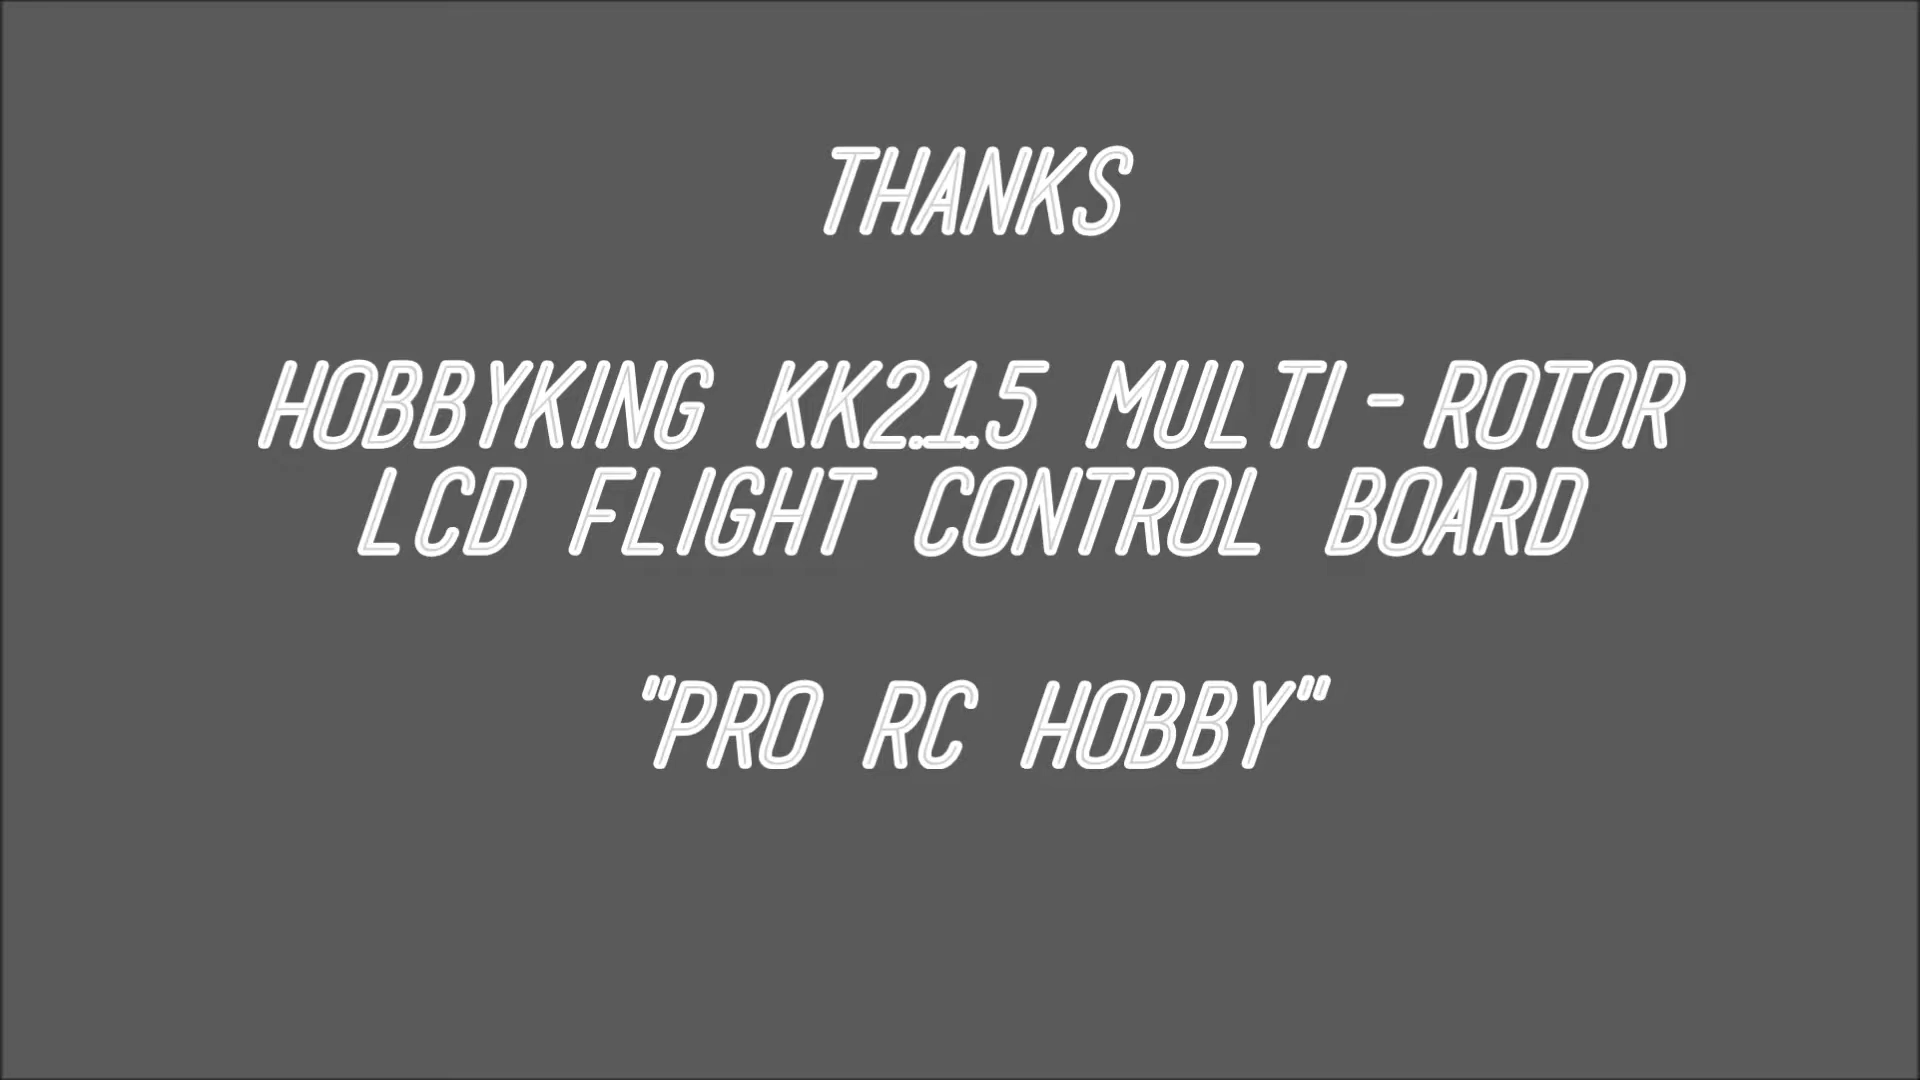 THANKS
HOBBYKING KK2.1.5 MULTI-ROTOR
LCD FLIGHT CONTROL BOARD
"PRO RC HOBBY"